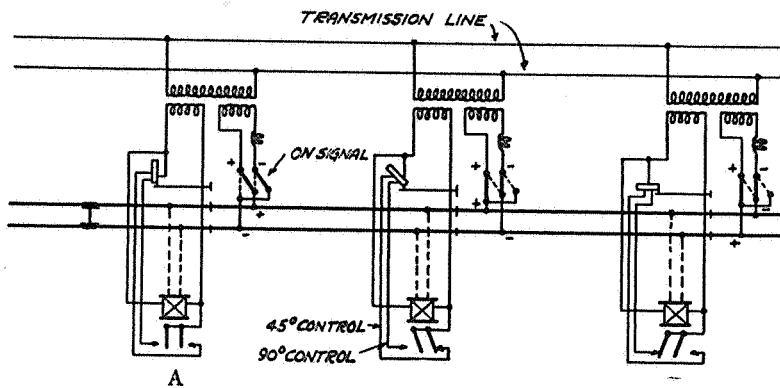 TRANSMISSION LINE
ON SIGNAL
+ -
+ -
+ -
+ -
+
-
+
-
-
+
45° CONTROL
90° CONTROL
A